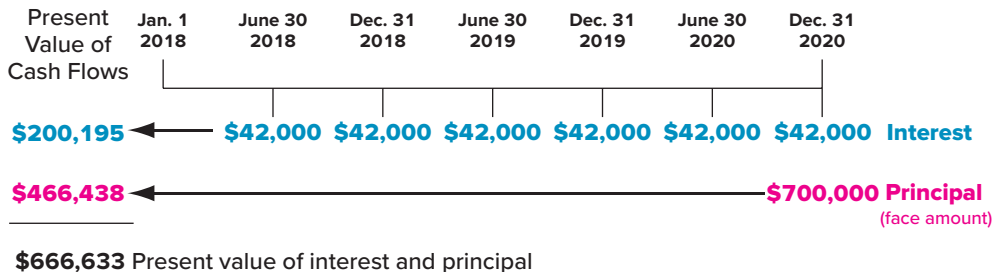 Present
Value of
Cash Flows
Jan. 1 June 30 Dec. 31 June 30 Dec. 31 June 30 Dec. 31
2018 2018 2018 2019 2019 2020 2020
$200,195 $42,000 $42,000 $42,000 $42,000 $42,000 $42,000 Interest
$466,438 $700,000 Principal
(face amount)
$666,633 Present value of interest and principal